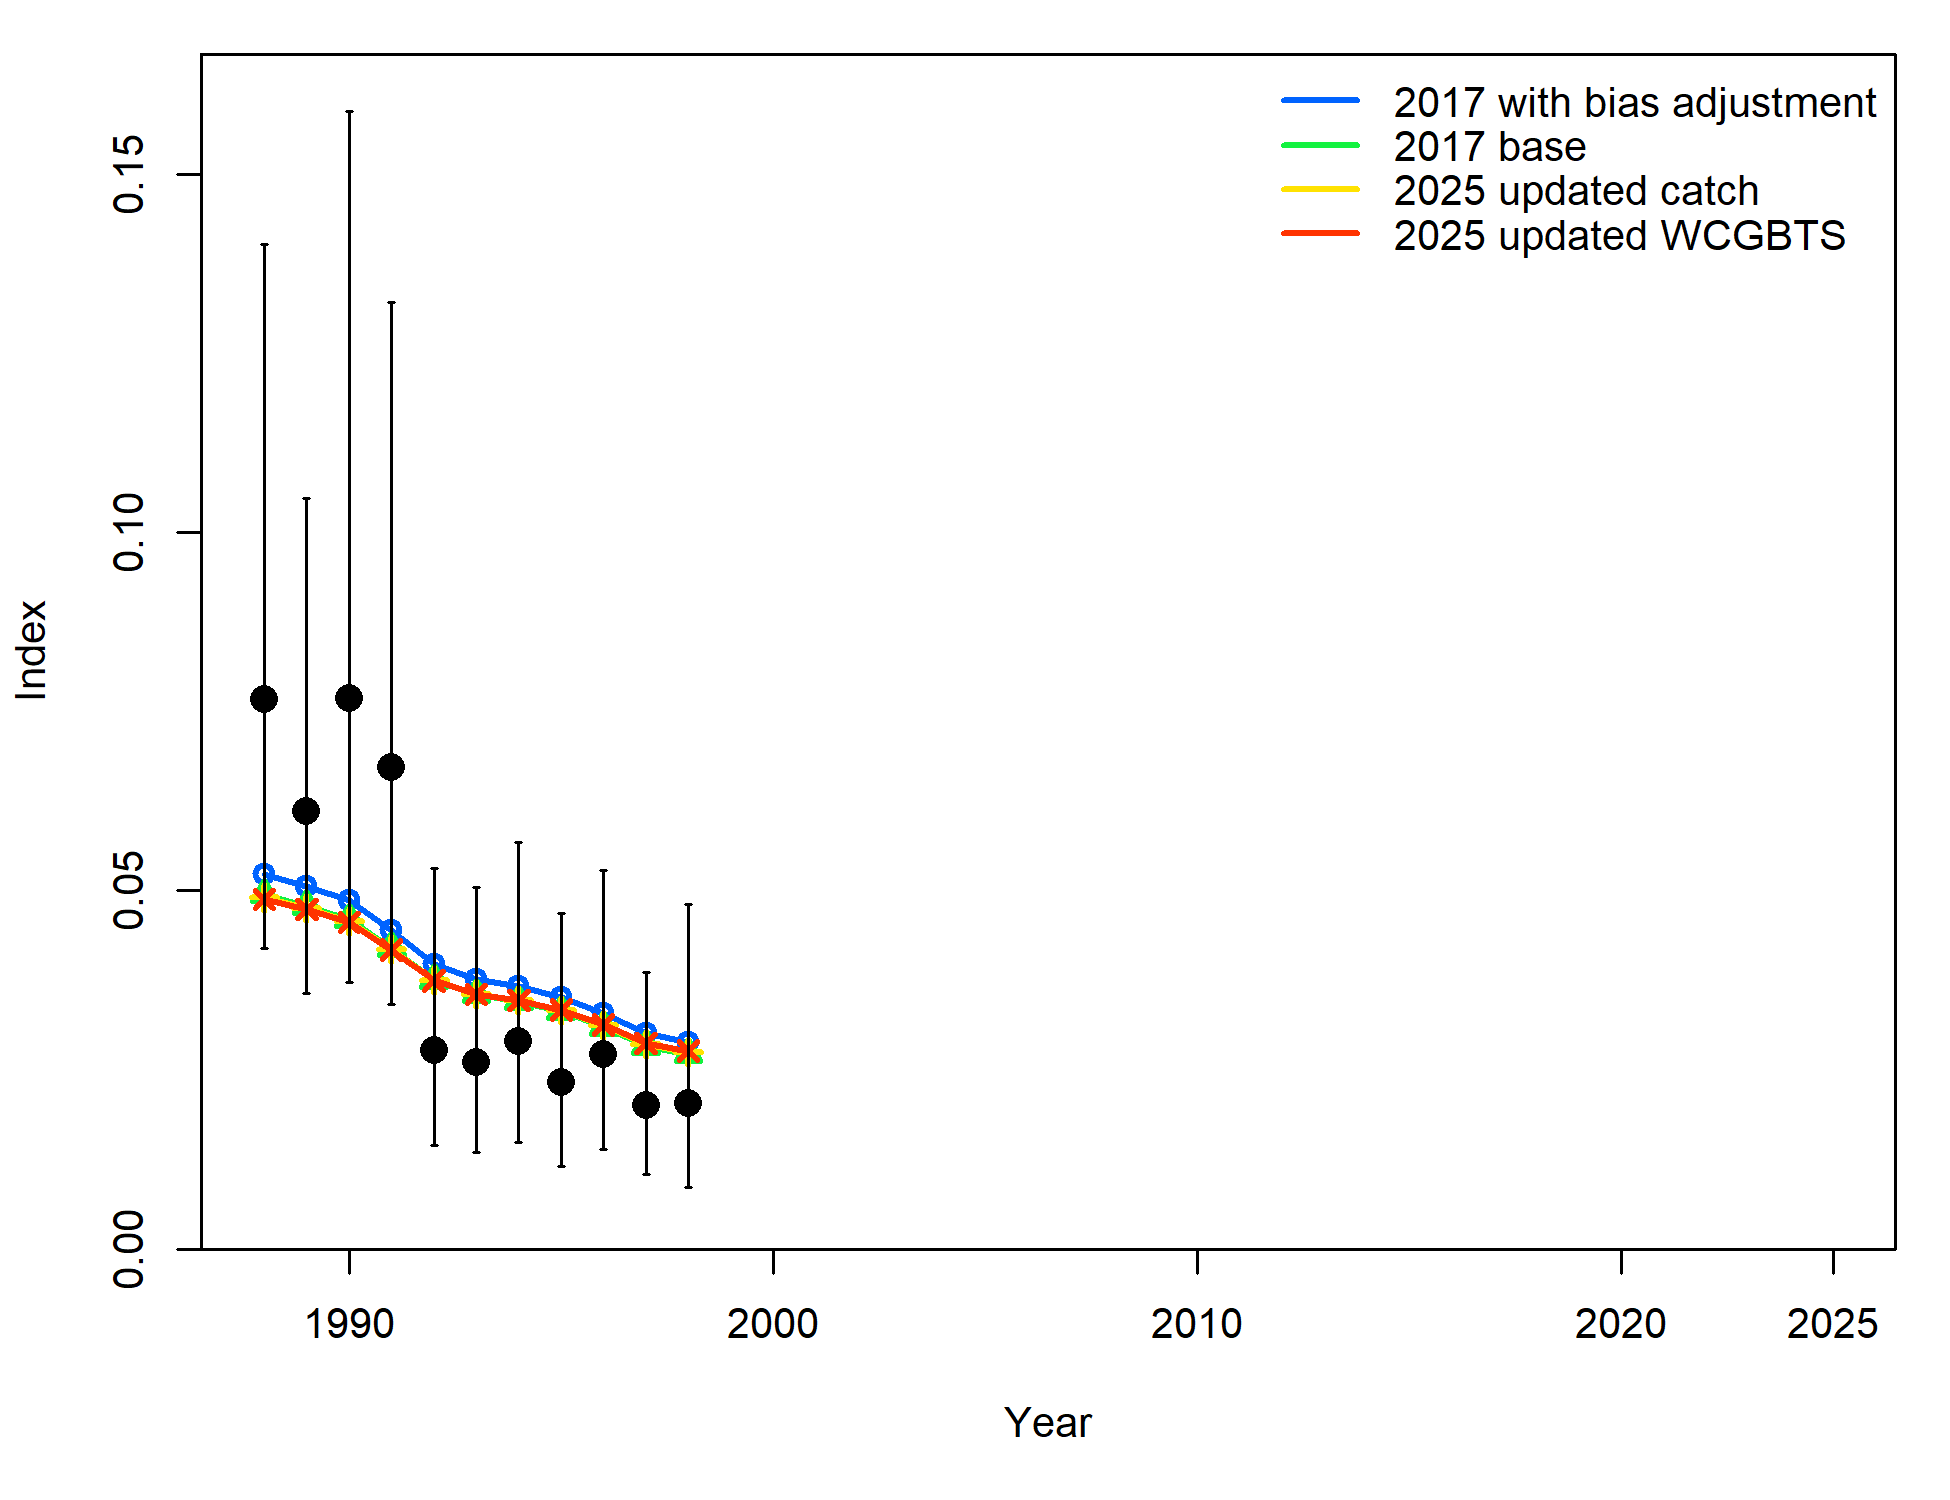 2017 with bias adjustment
2017 base
2025 updated catch
2025 updated WCGBTS
0.15
0.10
0.05
0.00
Index
1990 2000 2010 2020 2025
Year